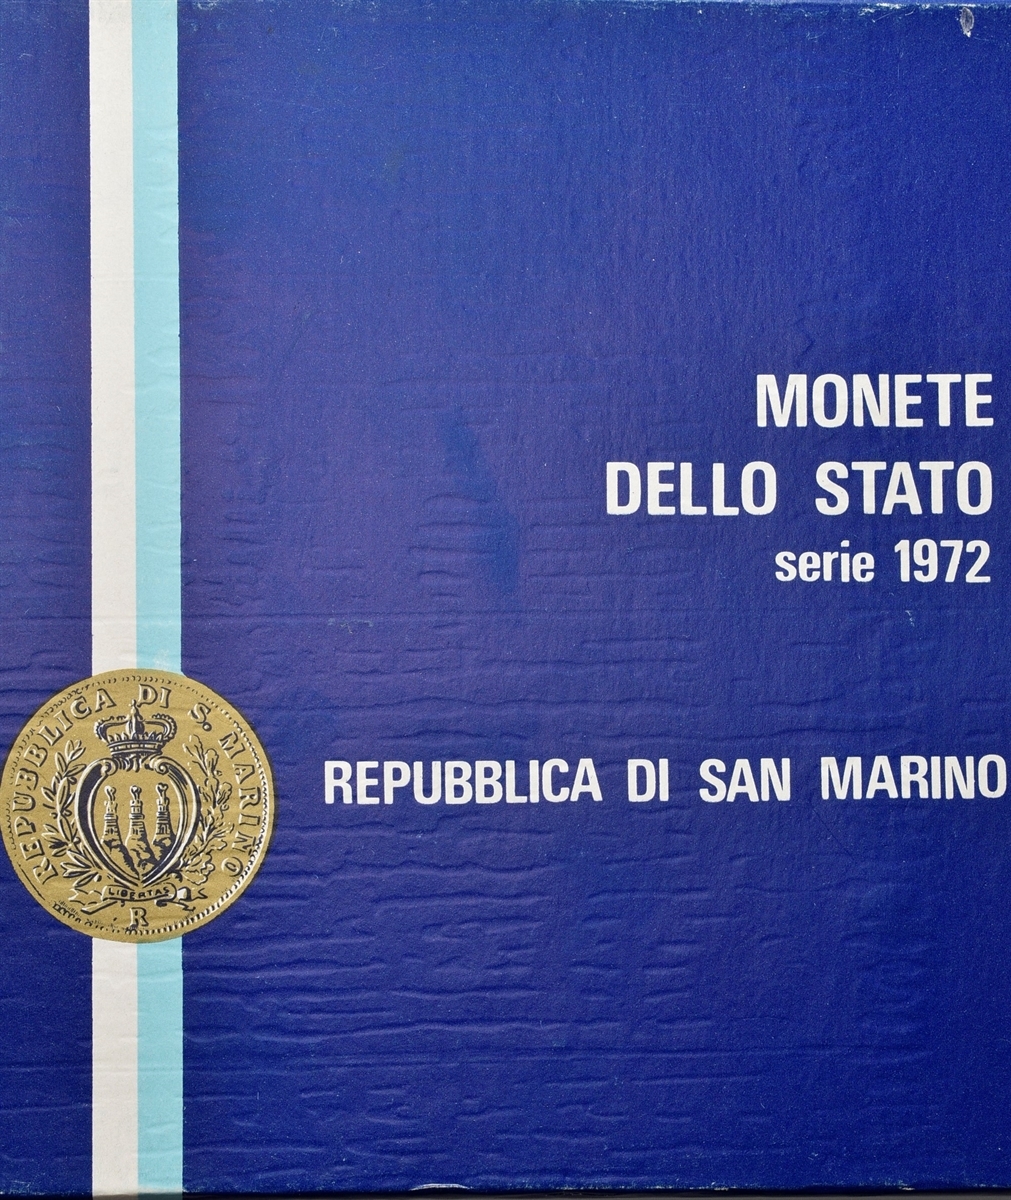 MONETE
DELLO STATO
serie 1972
REPUBBLICA DI SAN MARINO
REPUBBLICA DI S. MARINO
LIBERTAS
R